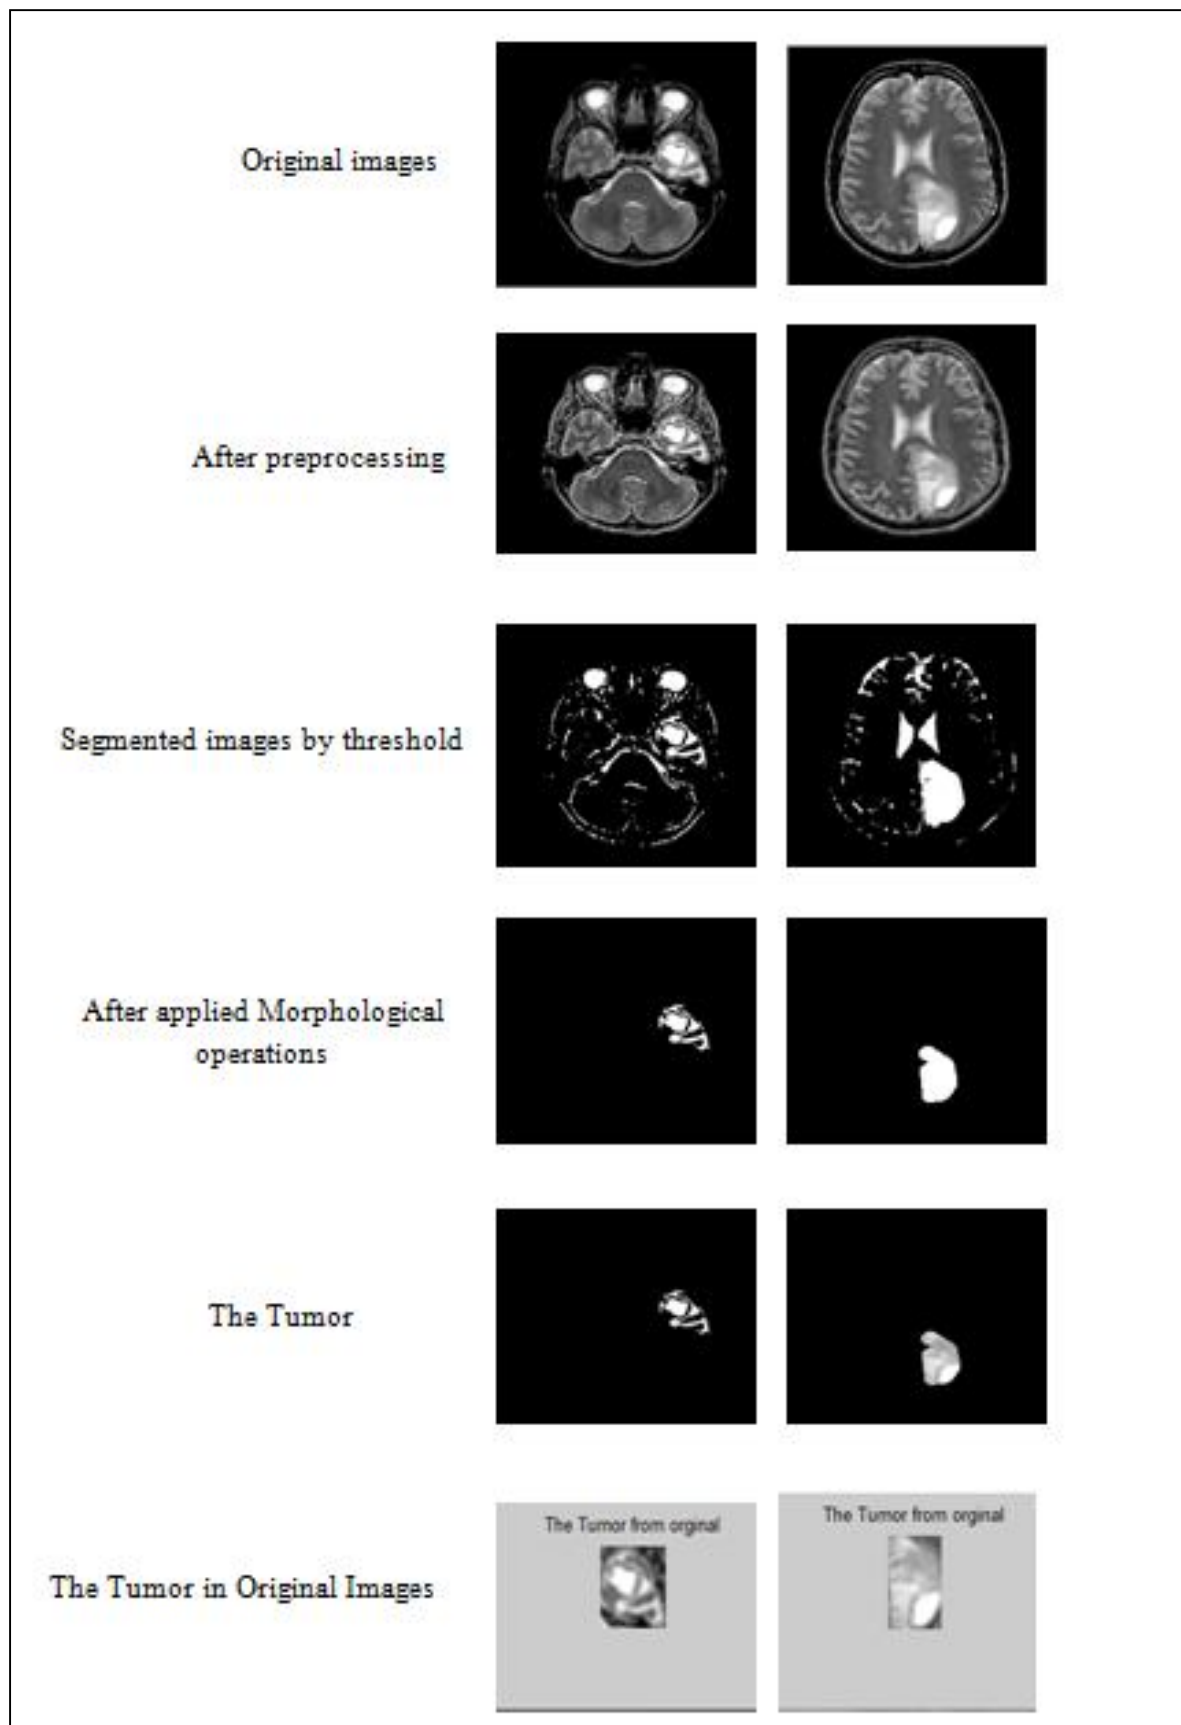 Original images
After preprocessing
Segmented images by threshold
After applied Morphological
operations
The Tumor
The Tumor from orginal
The Tumor from orginal
The Tumor in Original Images